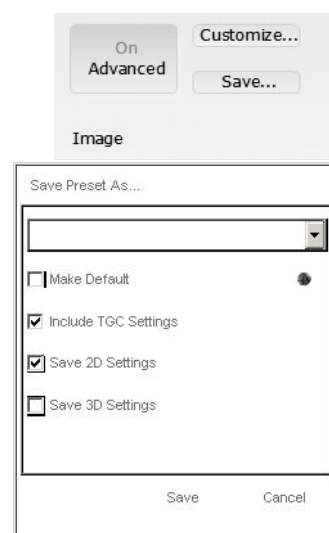 On
Advanced
Customize...
Save...
Image
Save Preset As...
Make Default
Include TGC Settings
Save 2D Settings
Save 3D Settings
Save Cancel